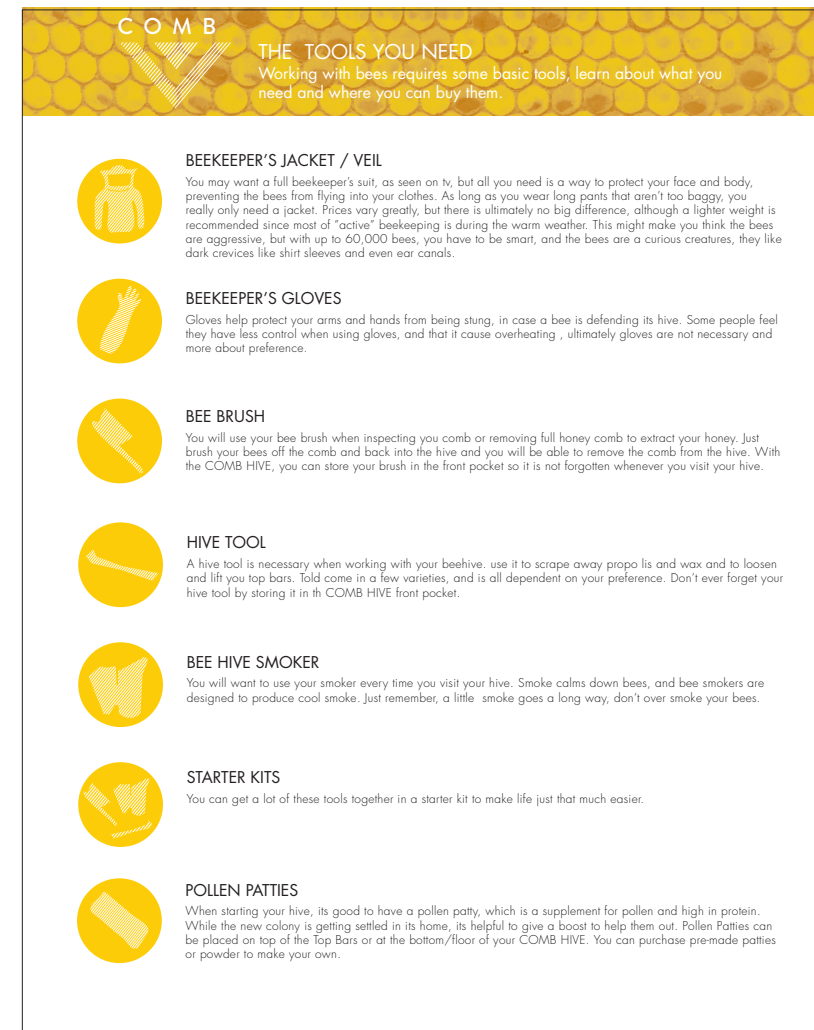 COMB
THE TOOLS YOU NEED
Working with bees requires some basic tools, learn about what you
need and where you can buy them.
BEEKEEPER'S JACKET / VEIL
You may want a full beekeeper's suit, as seen on tv, but all you need is a way to protect your face and body,
preventing the bees from flying into your clothes. As long as you wear long pants that aren't too baggy, you
really only need a jacket. Prices vary greatly, but there is ultimately no big difference, although a lighter weight is
recommended since most of "active" beekeeping is during the warm weather. This might make you think the bees
are aggressive, but with up to 60,000 bees, you have to be smart, and the bees are a curious creatures, they like
dark crevices like shirt sleeves and even ear canals.
BEEKEEPER'S GLOVES
Gloves help protect your arms and hands from being stung, in case a bee is defending its hive. Some people feel
they have less control when using gloves, and that it cause overheating , ultimately gloves are not necessary and
more about preference.
BEE BRUSH
You will use your bee brush when inspecting you comb or removing full honey comb to extract your honey. Just
brush your bees off the comb and back into the hive and you will be able to remove the comb from the hive. With
the COMB HIVE, you can store your brush in the front pocket so it is not forgotten whenever you visit your hive.
HIVE TOOL
A hive tool is necessary when working with your beehive. use it to scrape away propo lis and wax and to loosen
and lift you top bars. Told come in a few varieties, and is all dependent on your preference. Don't ever forget your
hive tool by storing it in th COMB HIVE front pocket.
BEE HIVE SMOKER
You will want to use your smoker every time you visit your hive. Smoke calms down bees, and bee smokers are
designed to produce cool smoke. Just remember, a little smoke goes a long way, don't over smoke your bees.
STARTER KITS
You can get a lot of these tools together in a starter kit to make life just that much easier.
POLLEN PATTIES
When starting your hive, its good to have a pollen patty, which is a supplement for pollen and high in protein.
While the new colony is getting settled in its home, its helpful to give a boost to help them out. Pollen Patties can
be placed on top of the Top Bars or at the bottom/floor of your COMB HIVE. You can purchase pre-made patties
or powder to make your own.